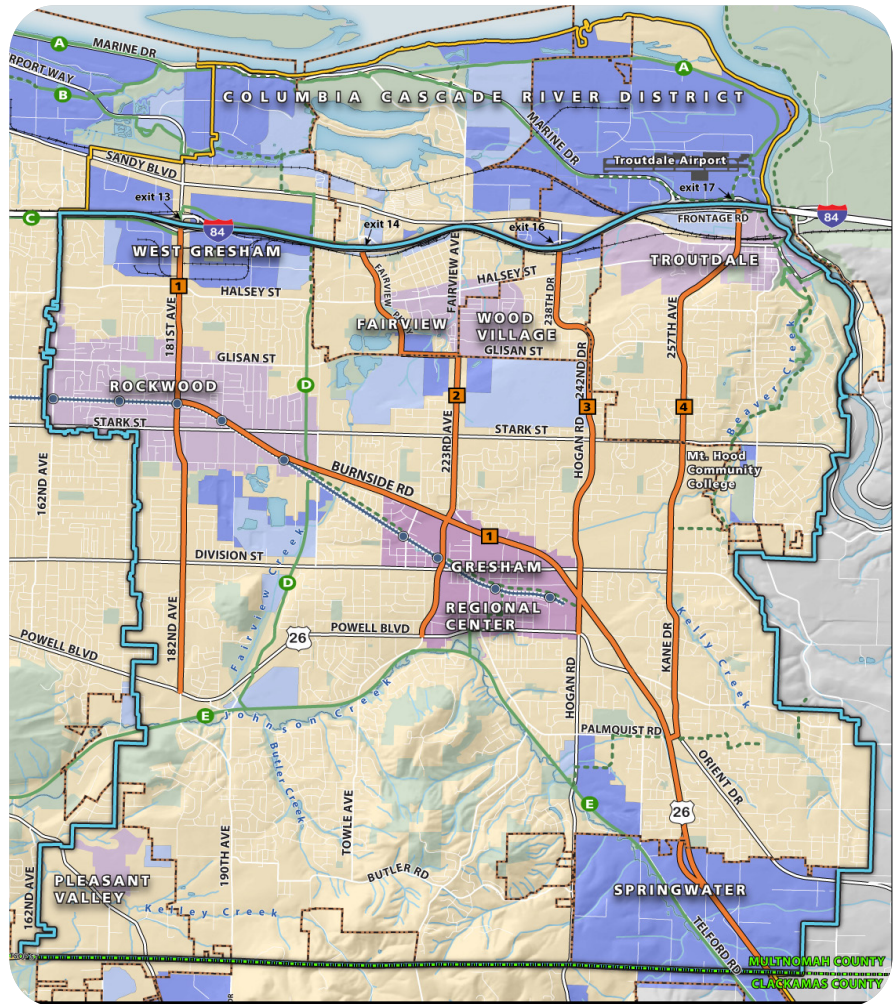 A
MARINE DR
RPORT WAY
B
COLUMBIA CASCADE RIVER DISTRICT
A
MARINE DR
SANDY BLVD
Troutdale Airport
exit 13
exit 17
C
84
exit 14
exit 16
FRONTAGE RD
84
WEST GRESHAM
TROUTDALE
1
HALSEY ST
HALSEY ST
181ST AVE
FAIRVIEW
FAIRVIEW AVE
238TH DR
257TH AVE
FAIRVIEW
WOOD
VILLAGE
GLISAN ST
GLISAN ST
ROCKWOOD
D
242ND DR
Beaver Creek
2
3
4
STARK ST
STARK ST
223RD AVE
HOGAN RD
162ND AVE
BURNSIDE RD
Mt. Hood
Community
College
1
DIVISION ST
GRESHAM
REGIONAL
CENTER
D
Fairview Creek
182ND AVE
POWELL BLVD
26
POWELL BLVD
KANE DR
Kelly Creek
HOGAN RD
E
Johnson Creek
Butler Creek
PALMQUIST RD
ORIENT DR
TOWLE AVE
E
26
190TH AVE
BUTLER RD
PLEASANT
VALLEY
162ND AVE
Kelley Creek
SPRINGWATER
TELFORD RD
MULTNOMAH COUNTY
CLACKAMAS COUNTY